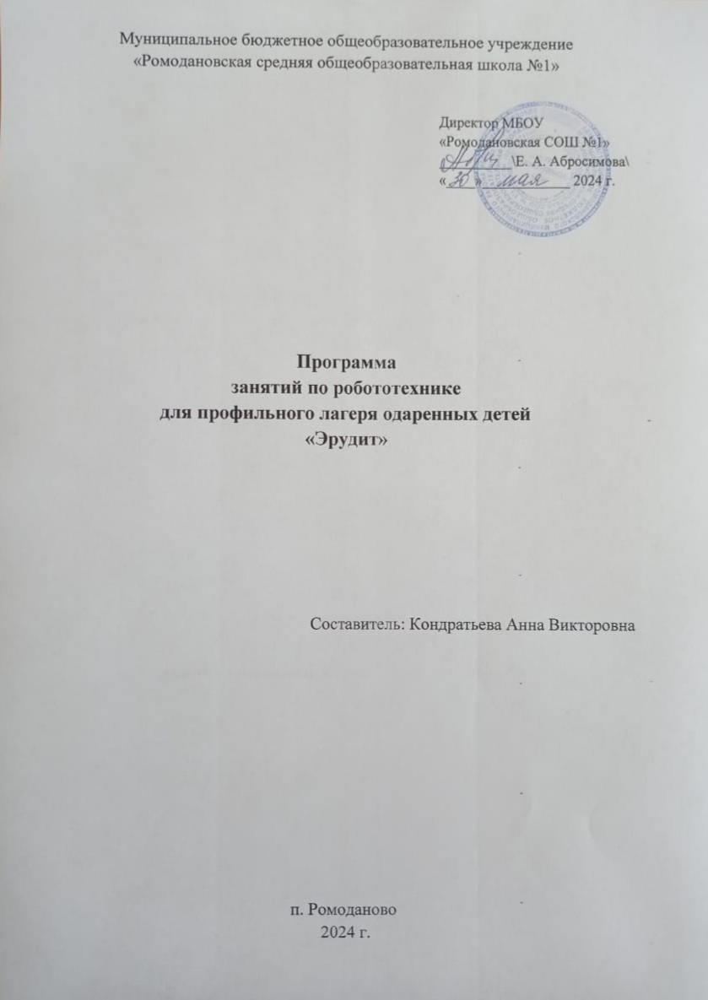 Муниципальное бюджетное общеобразовательное учреждение
«Ромодановская средняя общеобразовательная школа №1»
Директор МБОУ
«Ромодановская СОШ №1»
\Е. А. Абросимова\
«30» мая 2024 г.
Программа
занятий по робототехнике
для профильного лагеря одаренных детей
«Эрудит»
Составитель: Кондратьева Анна Викторовна
п. Ромоданово
2024 г.